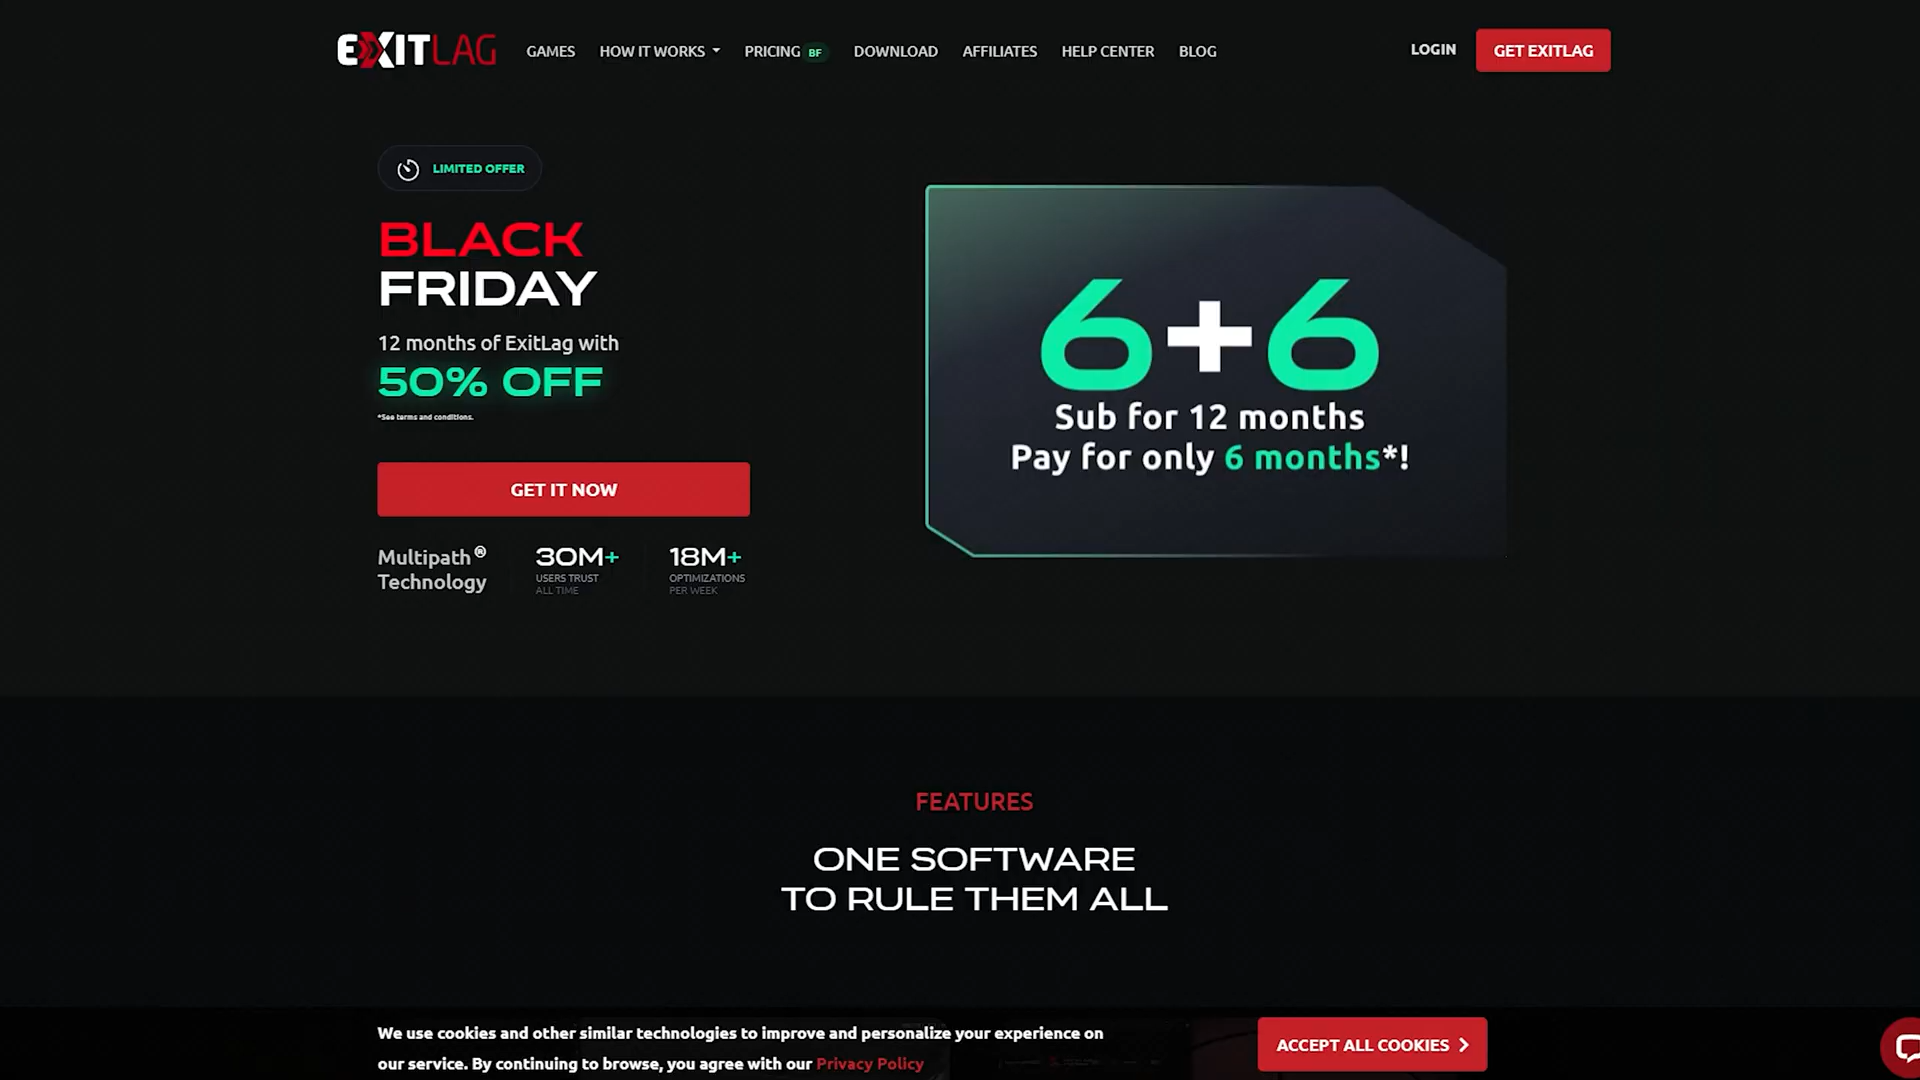 EXITLAG
GAMES
HOW IT WORKS
PRICING BF
DOWNLOAD
AFFILIATES
HELP CENTER
BLOG
LOGIN
GET EXITLAG
LIMITED OFFER
BLACK
FRIDAY
12 months of ExitLag with
50% OFF
*See terms and conditions.
GET IT NOW
Multipath®
Technology
30M+
USERS TRUST
ALL TIME
18M+
OPTIMIZATIONS
PER WEEK
6+6
Sub for 12 months
Pay for only 6 months*!
FEATURES
ONE SOFTWARE
TO RULE THEM ALL
We use cookies and other similar technologies to improve and personalize your experience on
our service. By continuing to browse, you agree with our Privacy Policy
ACCEPT ALL COOKIES